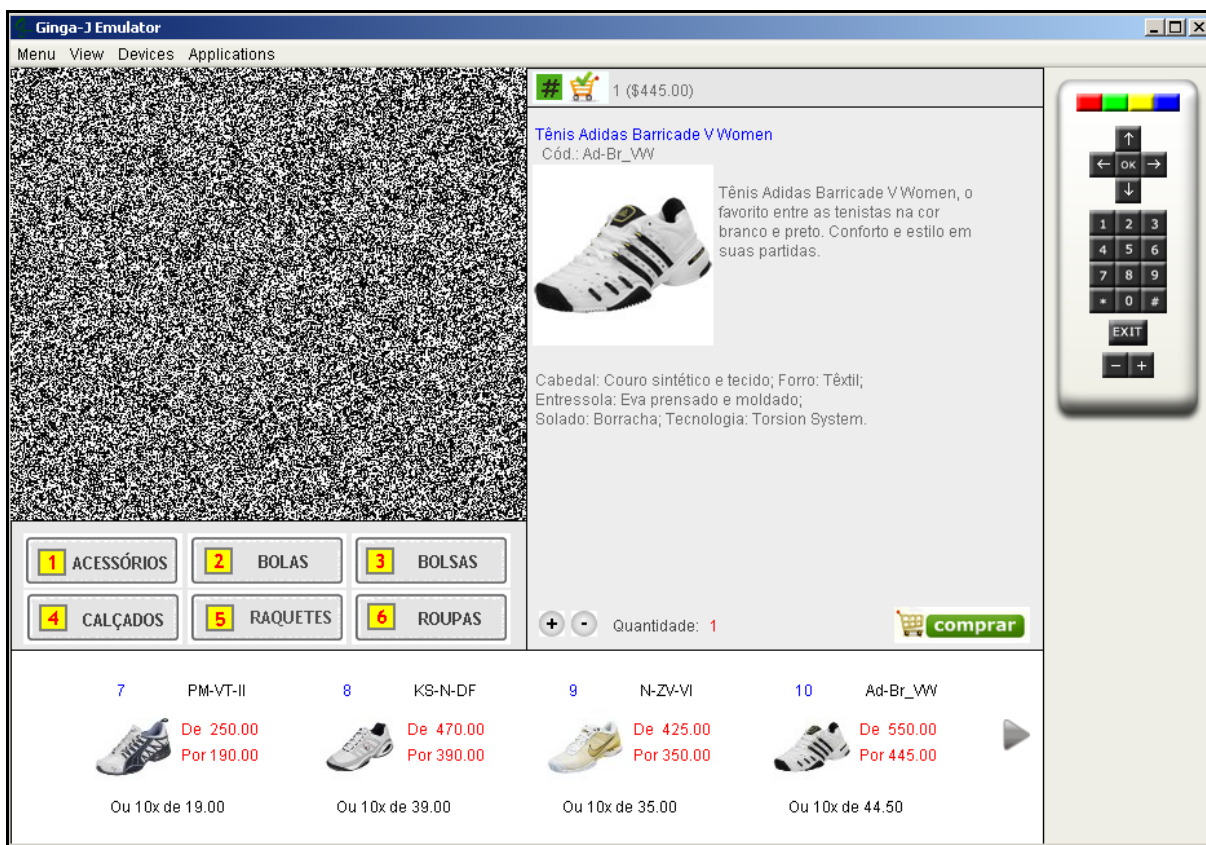 Ginga-J Emulator
Menu View Devices Applications
# 1 ($445.00)
Tênis Adidas Barricade V Women
Cód.: Ad-Br_VW
Tênis Adidas Barricade V Women, o
favorito entre as tenistas na cor
branco e preto. Conforto e estilo em
suas partidas.
Cabedal: Couro sintético e tecido; Forro: Têxtil;
Entressola: Eva prensado e moldado;
Solado: Borracha; Tecnologia: Torsion System.
+ - Quantidade: 1 comprar
1 ACESSÓRIOS 2 BOLAS 3 BOLSAS
4 CALÇADOS 5 RAQUETES 6 ROUPAS
7 PM-VT-II 8 KS-N-DF 9 N-ZV-VI 10 Ad-Br_VW
De 250.00 De 470.00 De 425.00 De 550.00
Por 190.00 Por 390.00 Por 350.00 Por 445.00
Ou 10x de 19.00 Ou 10x de 39.00 Ou 10x de 35.00 Ou 10x de 44.50
↑
← OK →
↓
1 2 3
4 5 6
7 8 9
* 0 #
EXIT
- +